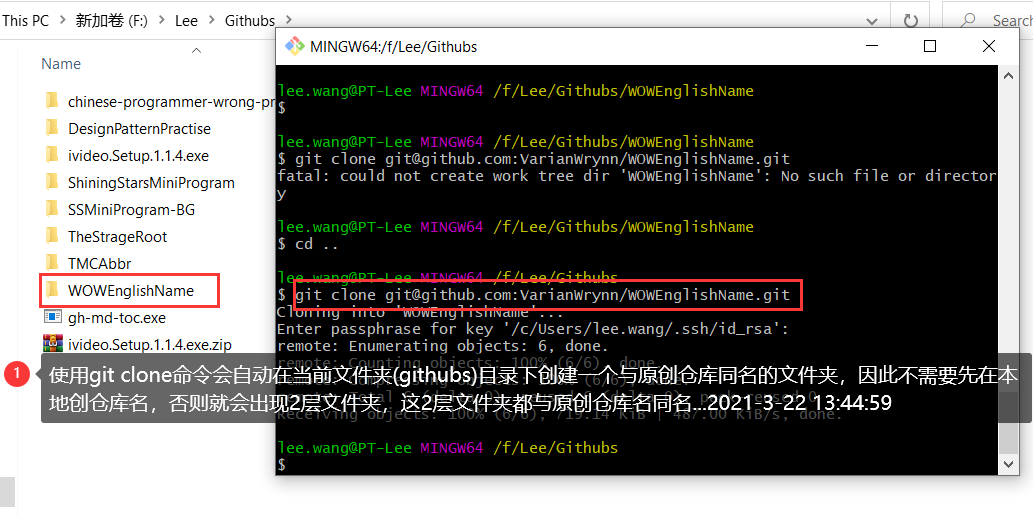 This PC > 新加卷 (F:) > Lee > Githubs >
Searc
Name
chinese-programmer-wrong-pr
DesignPatternPractise
ivideo.Setup.1.1.4.exe
ShiningStarsMiniProgram
SSMiniProgram-BG
TheStrageRoot
TMCAbbr
WOWEnglishName
gh-md-toc.exe
ivideo.Setup.1.1.4.exe.zip
MINGW64:/f/Lee/Githubs
lee.wang@PT-Lee MINGW64 /f/Lee/Githubs/WOWEnglishName
$
lee.wang@PT-Lee MINGW64 /f/Lee/Githubs/WOWEnglishName
$ git clone git@github.com:VarianWrynn/WOWEnglishName.git
fatal: could not create work tree dir 'WOWEnglishName': No such file or director
y
lee.wang@PT-Lee MINGW64 /f/Lee/Githubs/WOWEnglishName
$ cd ..
lee.wang@PT-Lee MINGW64 /f/Lee/Githubs
$ git clone git@github.com:VarianWrynn/WOWEnglishName.git
Cloning into 'WOWEnglishName'...
Enter passphrase for key '/c/Users/lee.wang/.ssh/id_rsa':
remote: Enumerating objects: 6, done.
remote: Counting objects: 100% (6/6), done.
1
使用git clone命令会自动在当前文件夹(githubs)目录下创建一个与原创仓库同名的文件夹，因此不需要先在本
地创仓库名，否则就会出现2层文件夹，这2层文件夹都与原创仓库名同名...2021-3-22 13:44:59
Receiving objects: 100% (6/6), 719.14 KiB | 487.00 KiB/s, done.
lee.wang@PT-Lee MINGW64 /f/Lee/Githubs
$